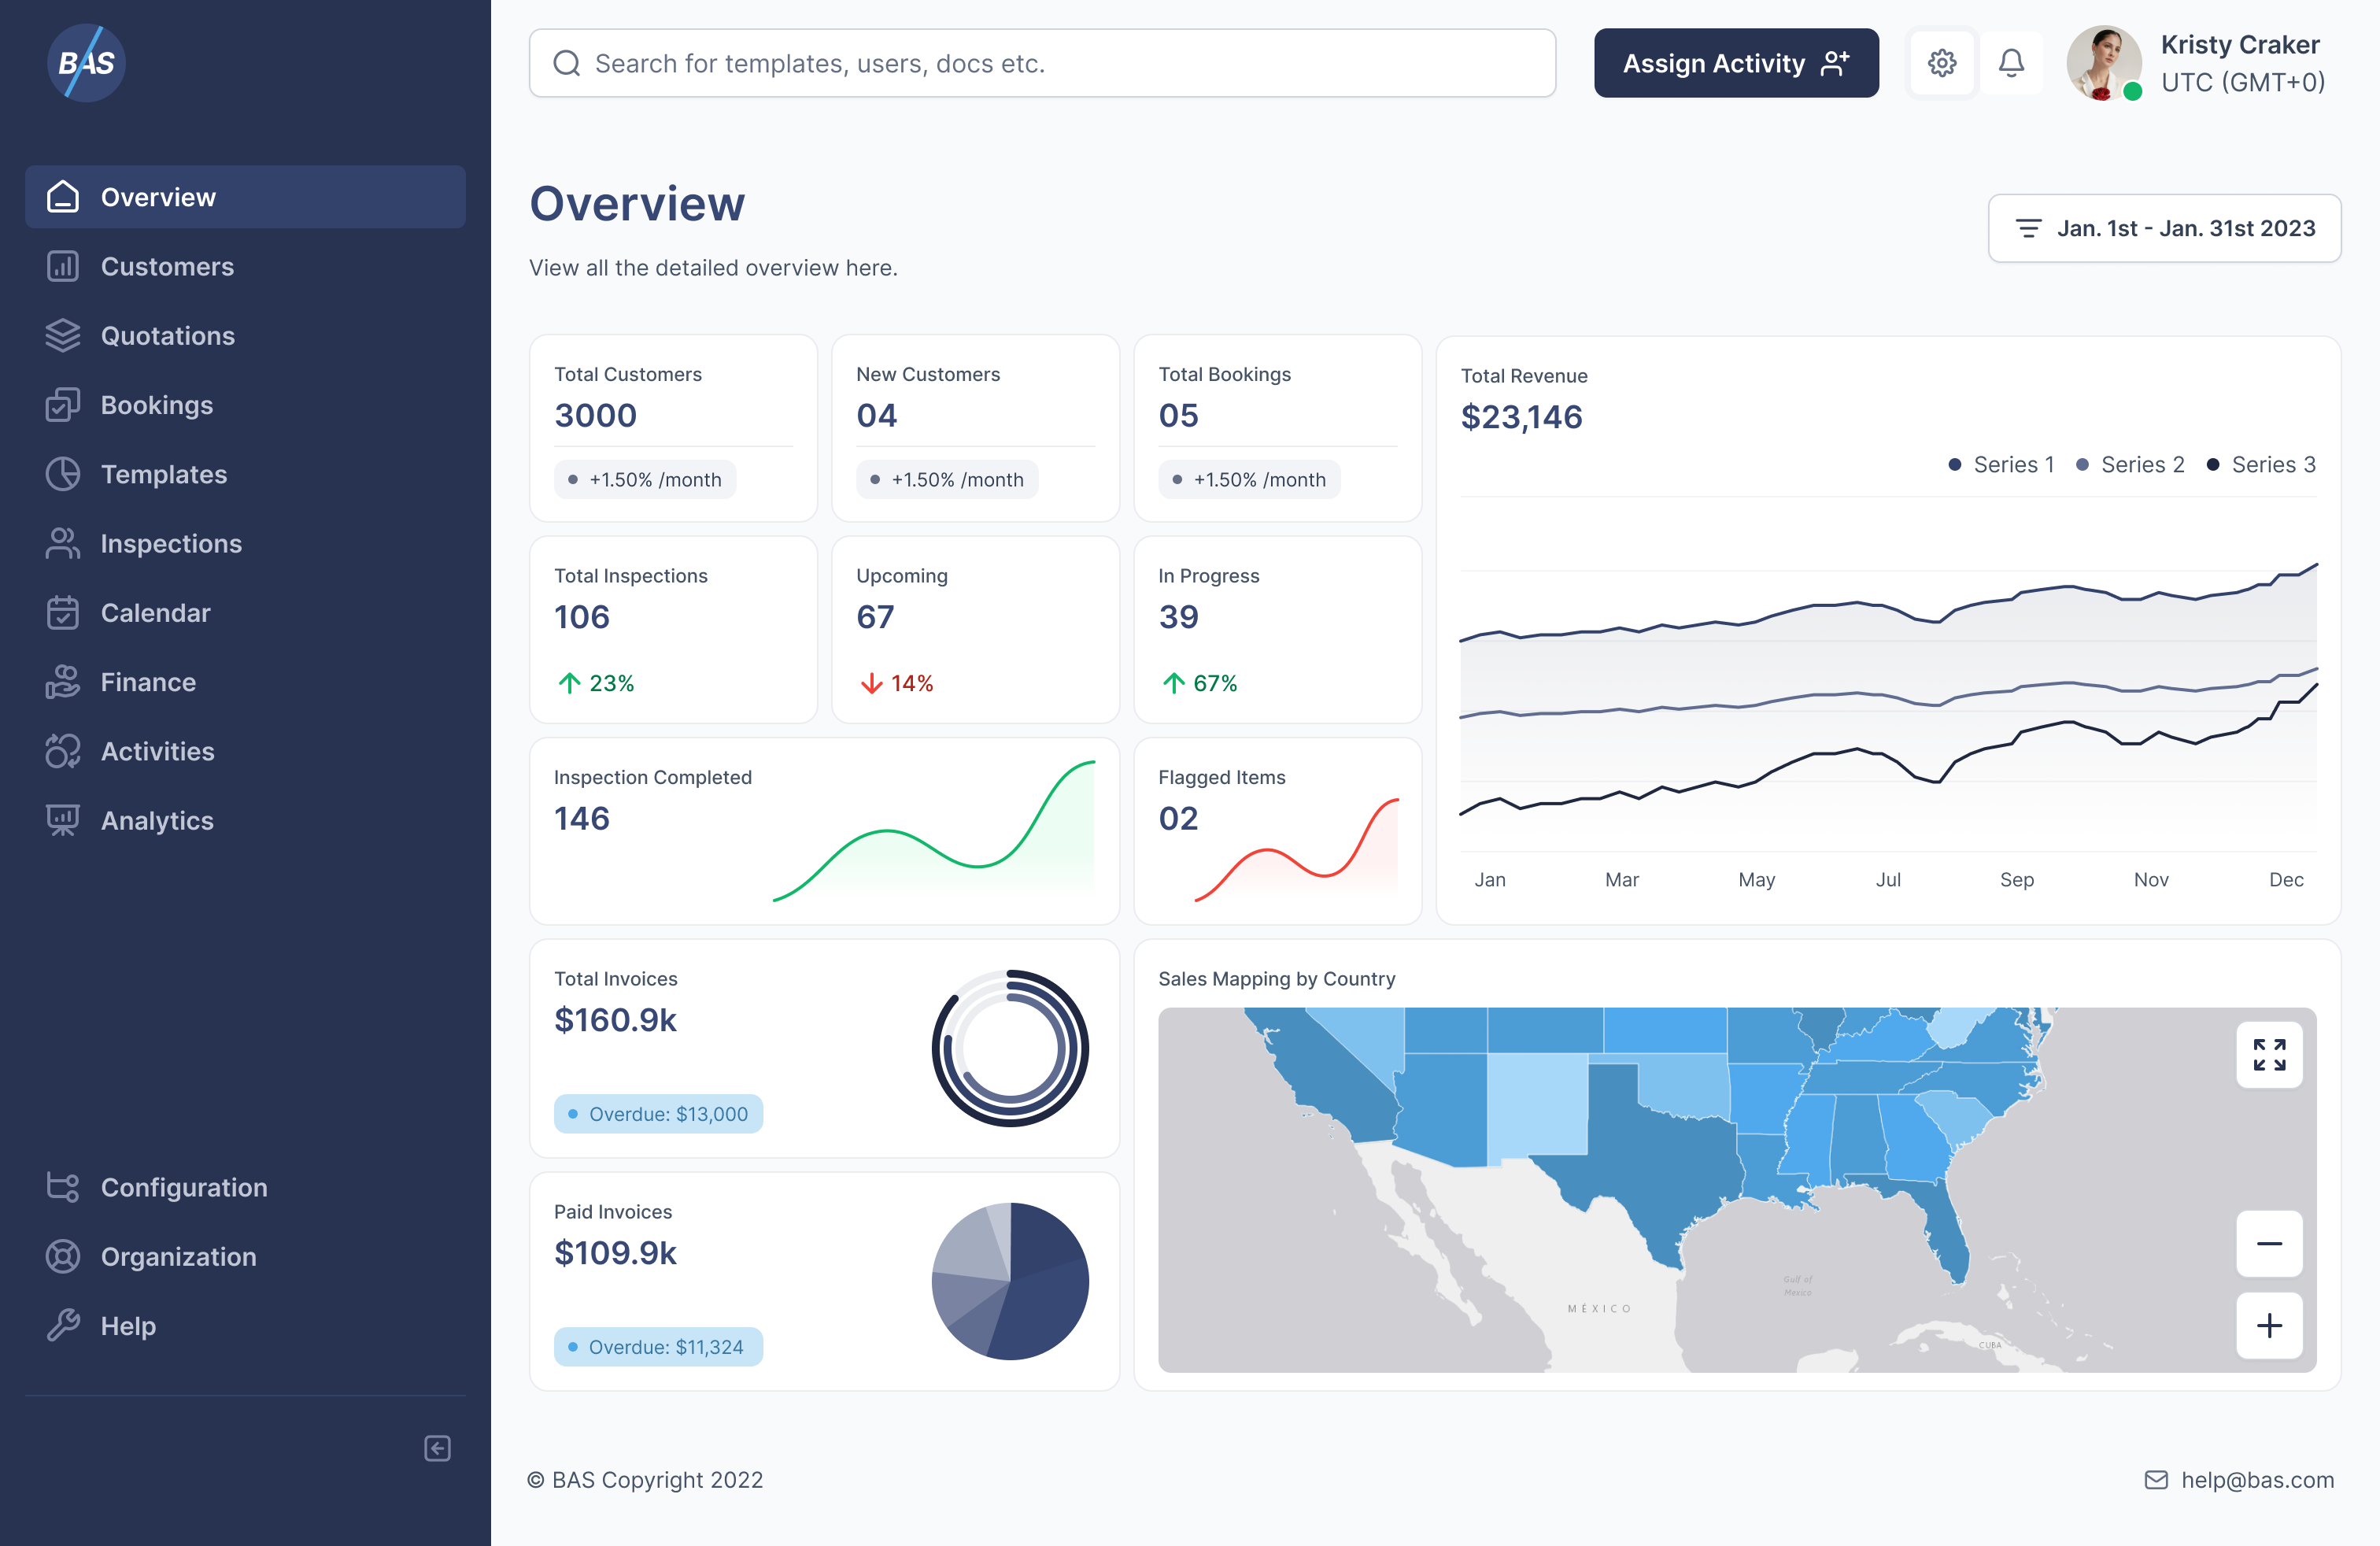 BAS
Overview
Customers
Quotations
Bookings
Templates
Inspections
Calendar
Finance
Activities
Analytics
Configuration
Organization
Help
Search for templates, users, docs etc.
Assign Activity
Kristy Craker
UTC (GMT+0)
Overview
View all the detailed overview here.
Jan. 1st - Jan. 31st 2023
Total Customers
3000
+1.50% /month
New Customers
04
+1.50% /month
Total Bookings
05
+1.50% /month
Total Inspections
106
23%
Upcoming
67
14%
In Progress
39
67%
Inspection Completed
146
Flagged Items
02
Total Revenue
$23,146
Series 1
Series 2
Series 3
Jan
Mar
May
Jul
Sep
Nov
Dec
Total Invoices
$160.9k
Overdue: $13,000
Paid Invoices
$109.9k
Overdue: $11,324
Sales Mapping by Country
MÉXICO
Gulf of
Mexico
CUBA
© BAS Copyright 2022
help@bas.com